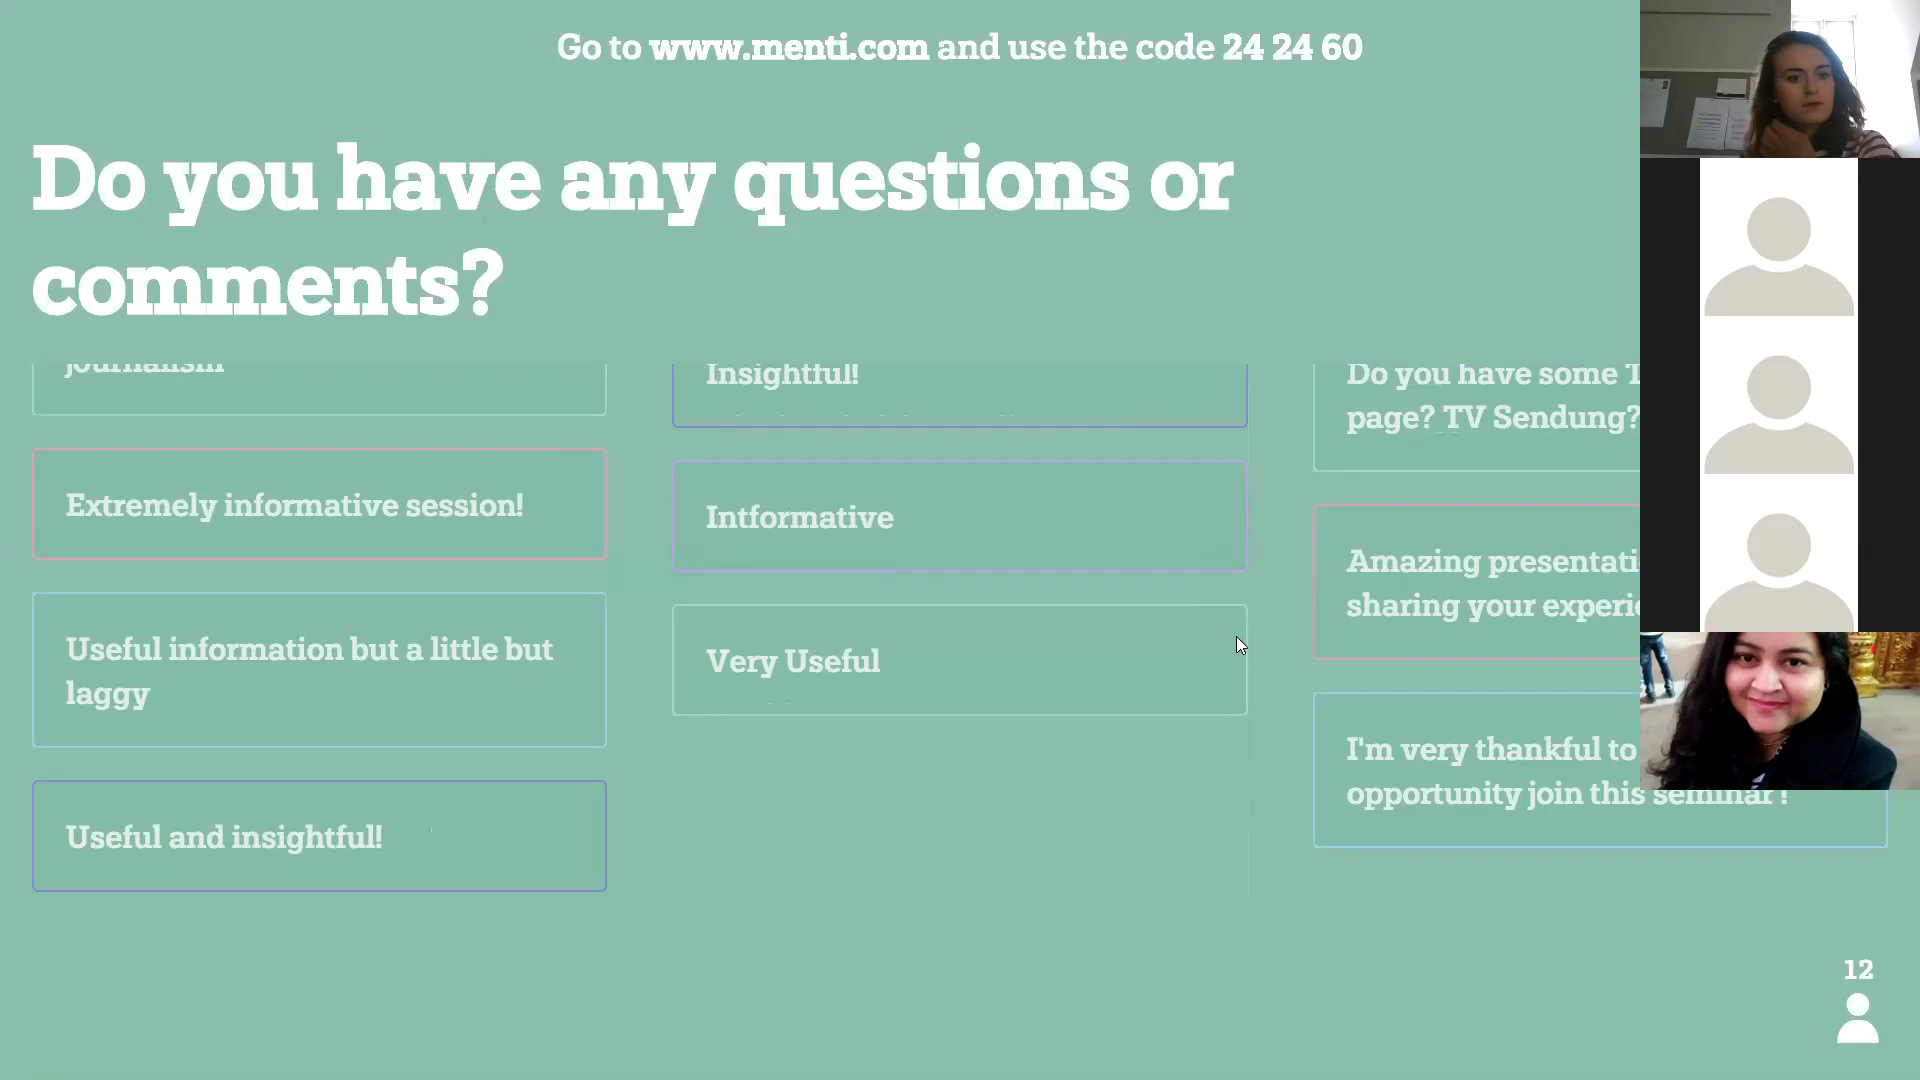 Go to www.menti.com and use the code 24 24 60
Do you have any questions or
comments?
journalism
Extremely informative session!
Useful information but a little but
laggy
Useful and insightful!
Insightful!
Intformative
Very Useful
Do you have some
page? TV Sendung?
Amazing
sharing your
I'm very thankful to
opportunity join this seminar!
12